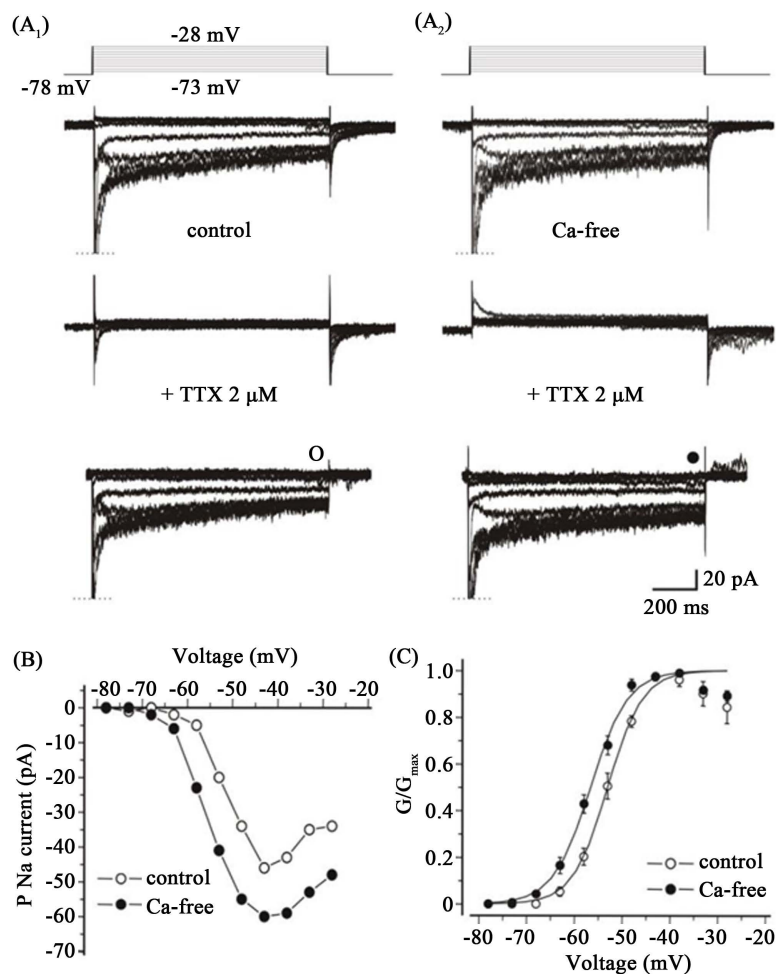 (A₁)
-28 mV
-78 mV
-73 mV
control
+ TTX 2 μM
O
(A₂)
Ca-free
+ TTX 2 μM
20 pA
200 ms
(B)
Voltage (mV)
-80 -70 -60 -50 -40 -30 -20
0
-10
-20
-30
-40
-50
-60
-70
P Na current (pA)
control
Ca-free
(C)
1.0
0.8
0.6
0.4
0.2
0
G/Gmax
control
Ca-free
-80 -70 -60 -50 -40 -30 -20
Voltage (mV)